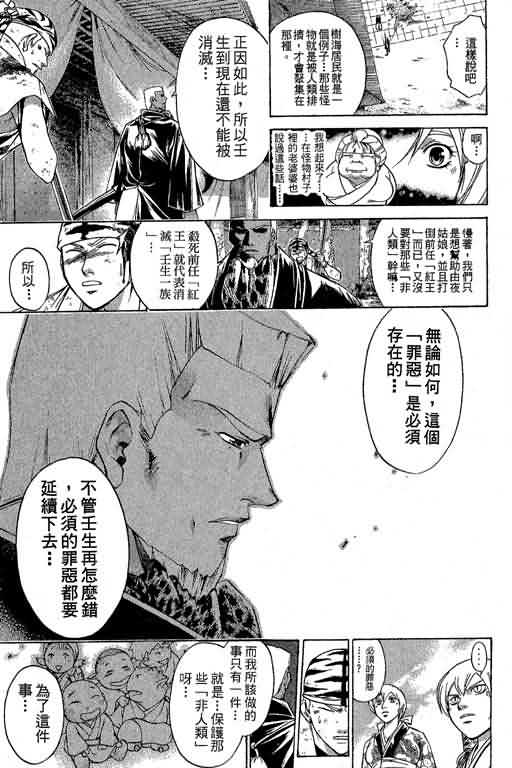 這樣說吧
…
樹海居民就是一
個例子…那些怪
物就是被人類排
擠，才會聚集在
那裡。
正因如此，所以壬
生到現在還不能被
消滅…
啊…
我想起來了…
…在怪物村子
裡的老婆婆也
說過這些話……
慢著，我們只
是想幫助由夜
姑娘，並且打
倒前任「紅王
」而已，又沒
要對那些「非
人類」幹嘛…
殺死前任「紅
王」就代表消
滅「壬生一族
」…
所以…
無論如何，這個
「罪惡」是必須
存在的…
不管壬生再怎麼錯
，必須的罪惡都要
延續下去…
……
必須的罪惡
……？
而我所該做的
事只有一件…
就是…保護那
些「非人類」
呀…
為了這件
事…